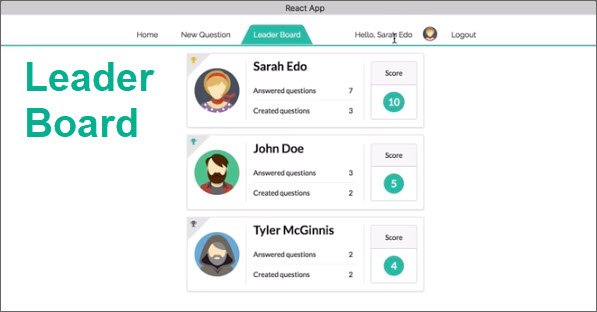 React App
Home New Question Leader Board Hello, Sarah Edo Logout
Leader
Board
Sarah Edo
Answered questions 7
Created questions 3
Score
10
John Doe
Answered questions 3
Created questions 2
Score
5
Tyler McGinnis
Answered questions 2
Created questions 2
Score
4